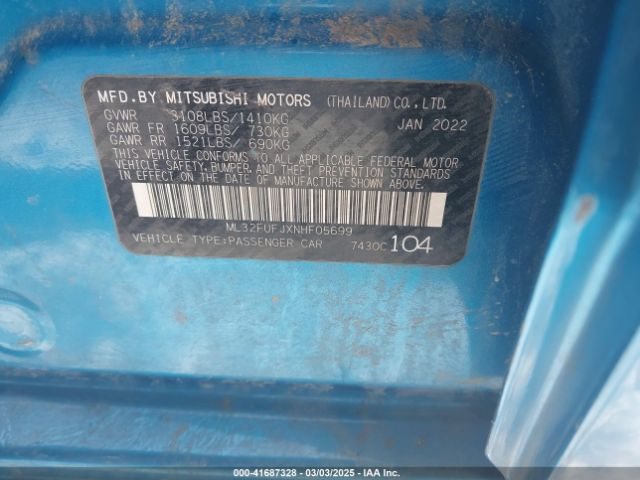 MFD.BY MITSUBISHI MOTORS (THAILAND)CO.,LTD.
GVWR 3108LBS/1410KG JAN 2022
GAWR FR 1609LBS/ 730KG
GAWR RR 1521LBS/ 690KG
THIS VEHICLE CONFORMS TO ALL APPLICABLE FEDERAL MOTOR
VEHICLE SAFETY, BUMPER, AND THEFT PREVENTION STANDARDS
IN EFFECT ON THE DATE OF MANUFACTURE SHOWN ABOVE.
ML32FUFJXNHF05699
VEHICLE TYPE:PASSENGER CAR 7430C 104
00-41687328 - 03/03/2025 - IAA Inc.